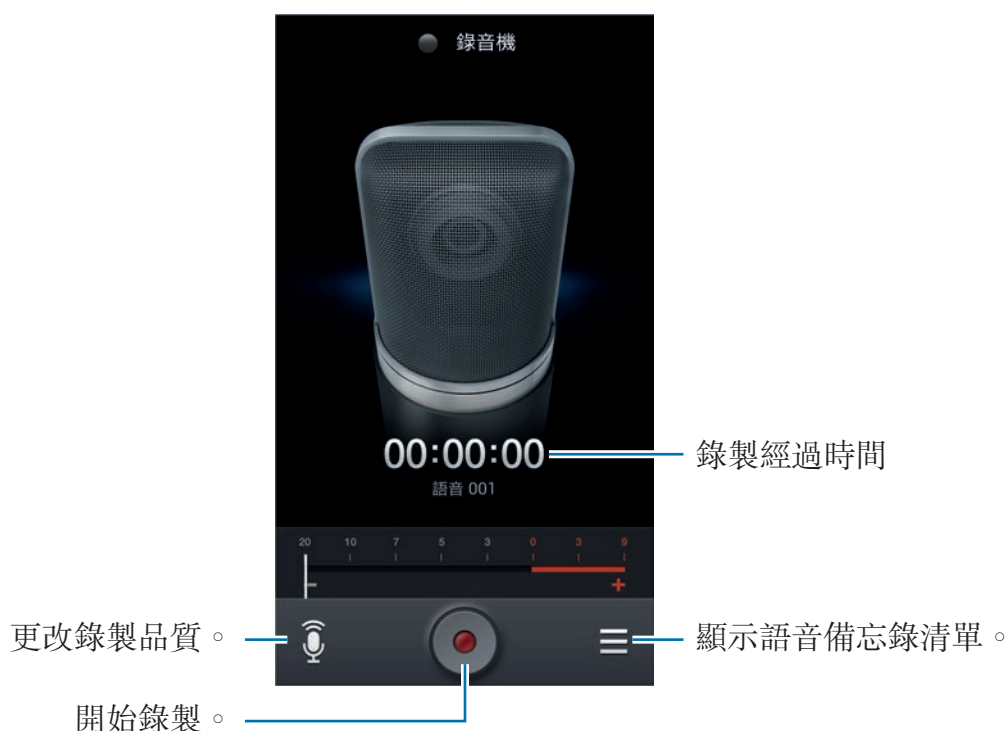 錄音機
00:00:00
錄製經過時間
語音 001
20 10 7 5 3 0 3 9
− +
更改錄製品質。
顯示語音備忘錄清單。
開始錄製。